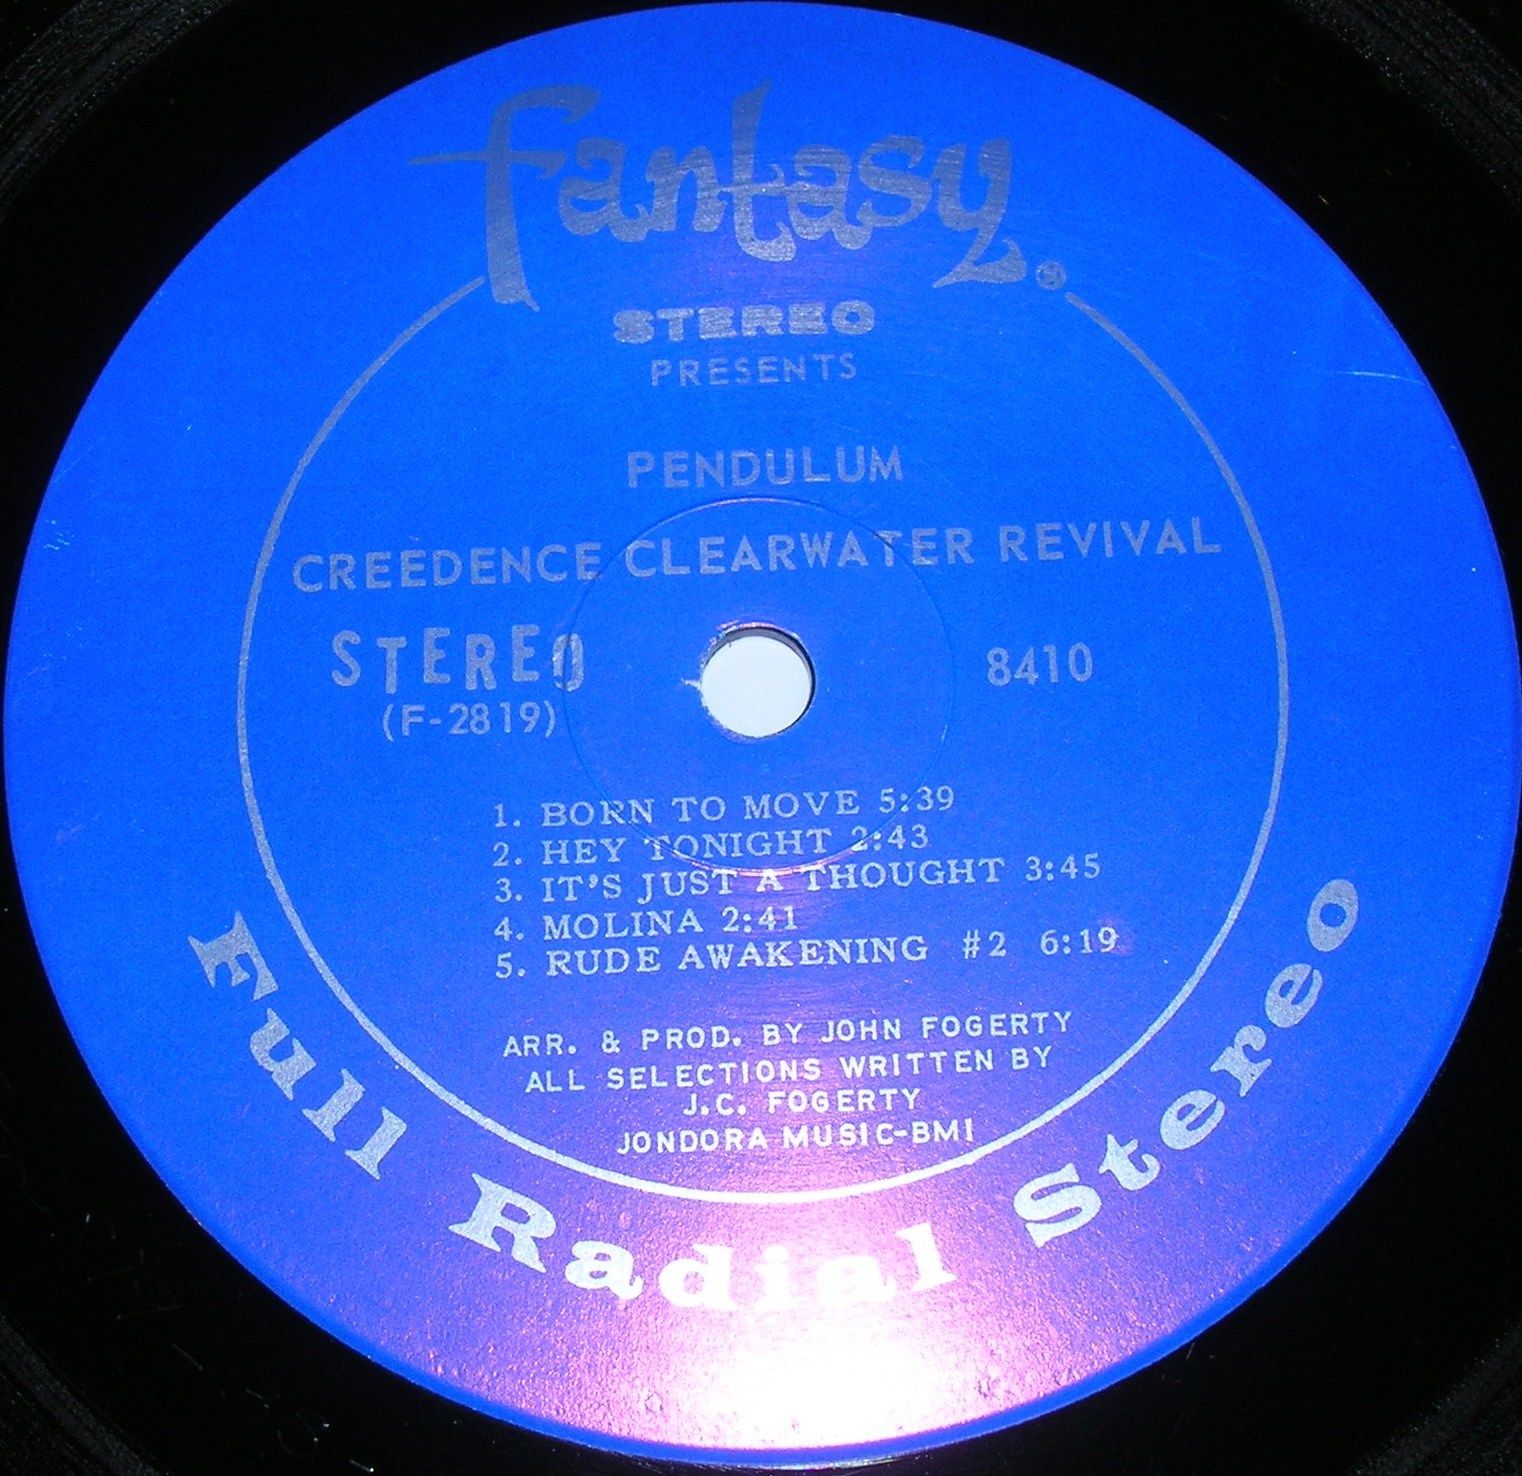 fantasy®
STEREO
PRESENTS
PENDULUM
CREEDENCE CLEARWATER REVIVAL
STEREO
(F-2819)
8410
1. BORN TO MOVE 5:39
2. HEY TONIGHT 2:43
3. IT'S JUST A THOUGHT 3:45
4. MOLINA 2:41
5. RUDE AWAKENING #2 6:19
ARR. & PROD. BY JOHN FOGERTY
ALL SELECTIONS WRITTEN BY
J.C. FOGERTY
JONDORA MUSIC-BMI
Full Radial Stereo